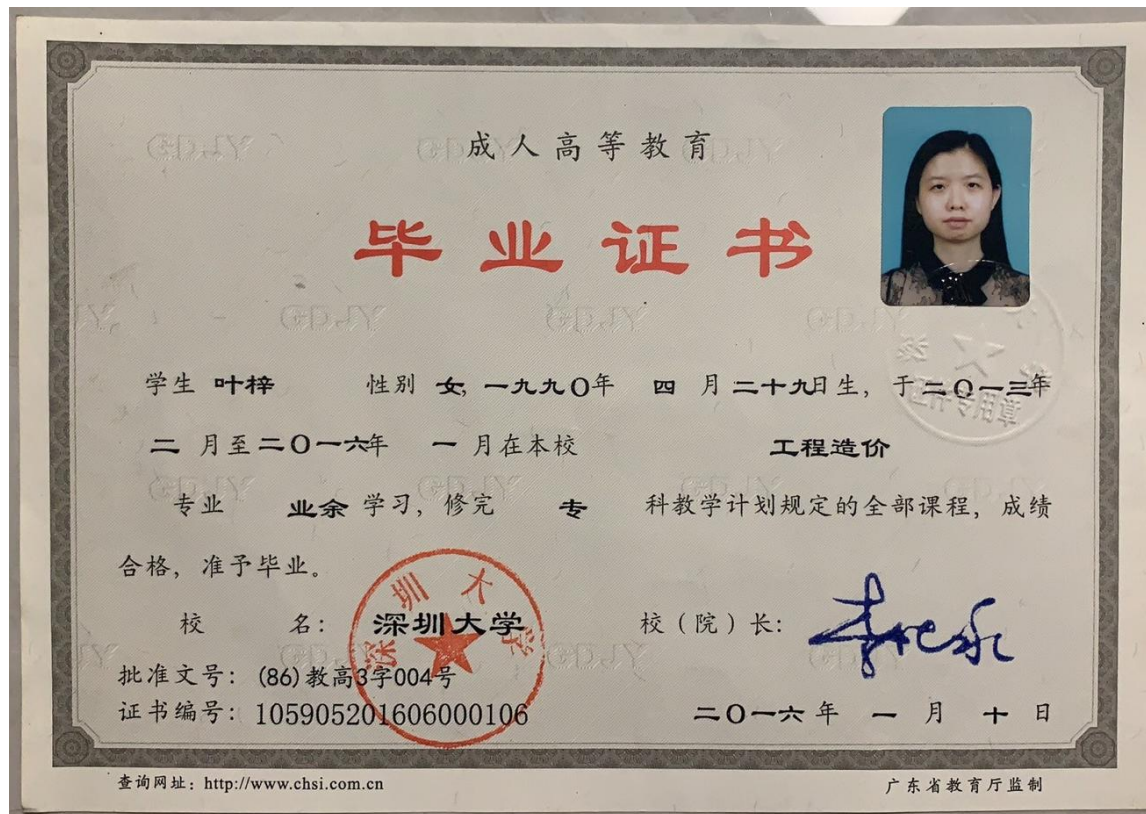 成人高等教育
毕业证书
学生 叶梓 性别 女, 一九九〇年 四 月 二十九日生, 于 二〇一三年
二 月至 二〇一六年 一 月在本校 工程造价
专业 业余 学习, 修完 专 科教学计划规定的全部课程, 成绩
合格, 准予毕业。
校 名: 深圳大学 校(院)长:
深圳大学
批准文号: (86)教高3字004号
证书编号: 105905201606000106
二〇一六 年 一 月 十 日
查询网址: http://www.chsi.com.cn 广东省教育厅监制